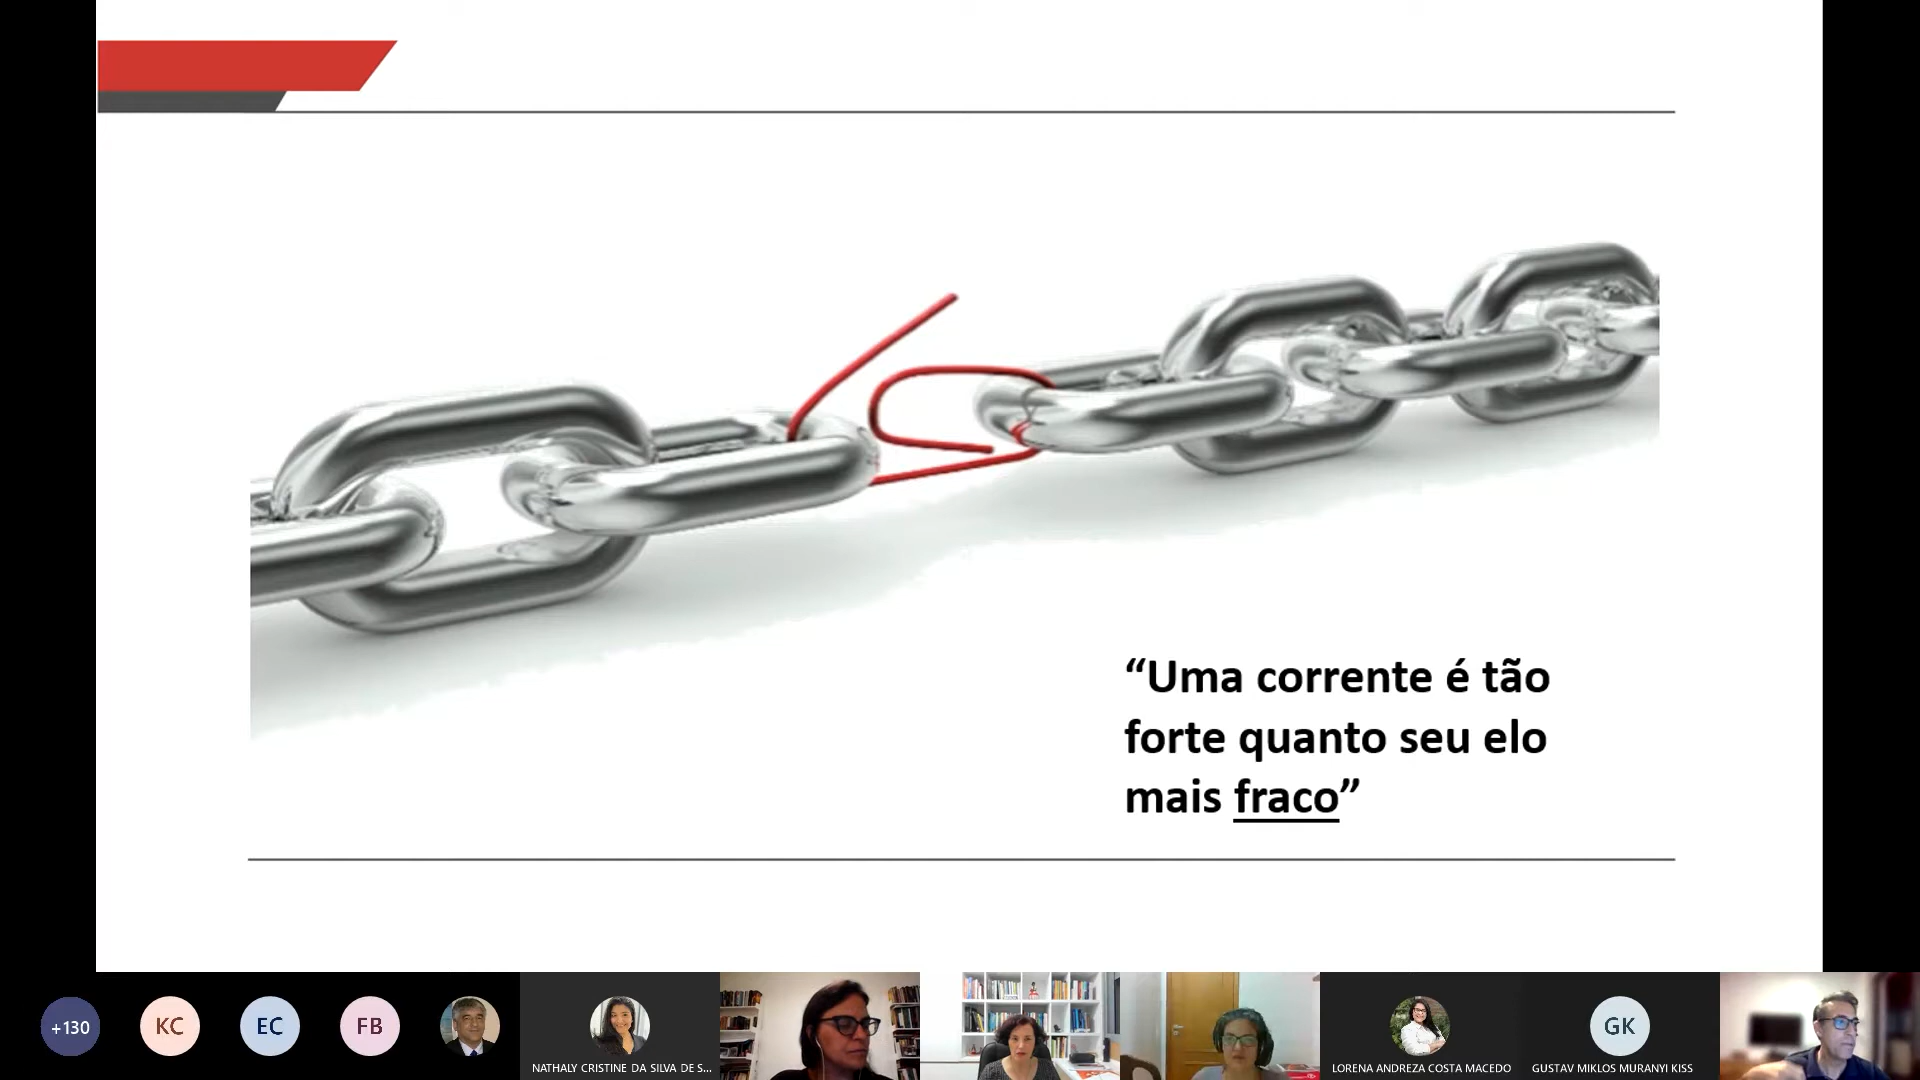 “Uma corrente é tão
forte quanto seu elo
mais fraco”
+130
KC
EC
FB
NATHALY CRISTINE DA SILVA DE S...
LORENA ANDREZA COSTA MACEDO
GK
GUSTAV MIKLOS MURANYI KISS